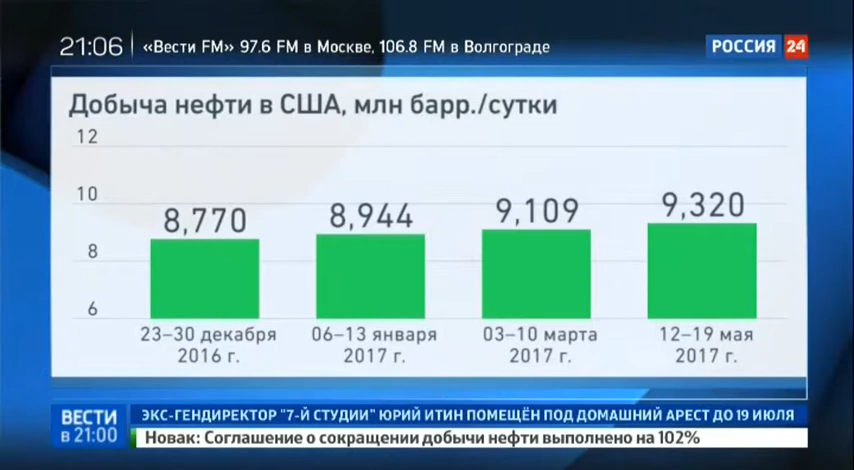 21:06 «Вести FM» 97.6 FM в Москве, 106.8 FM в Волгограде РОССИЯ 24
Добыча нефти в США, млн барр./сутки
12
10
8
6
8,770 8,944 9,109 9,320
23–30 декабря 06–13 января 03–10 марта 12–19 мая
2016 г. 2017 г. 2017 г. 2017 г.
ВЕСТИ
в 21:00
ЭКС-ГЕНДИРЕКТОР "7-Й СТУДИИ" ЮРИЙ ИТИН ПОМЕЩЁН ПОД ДОМАШНИЙ АРЕСТ ДО 19 ИЮЛЯ
Новак: Соглашение о сокращении добычи нефти выполнено на 102%